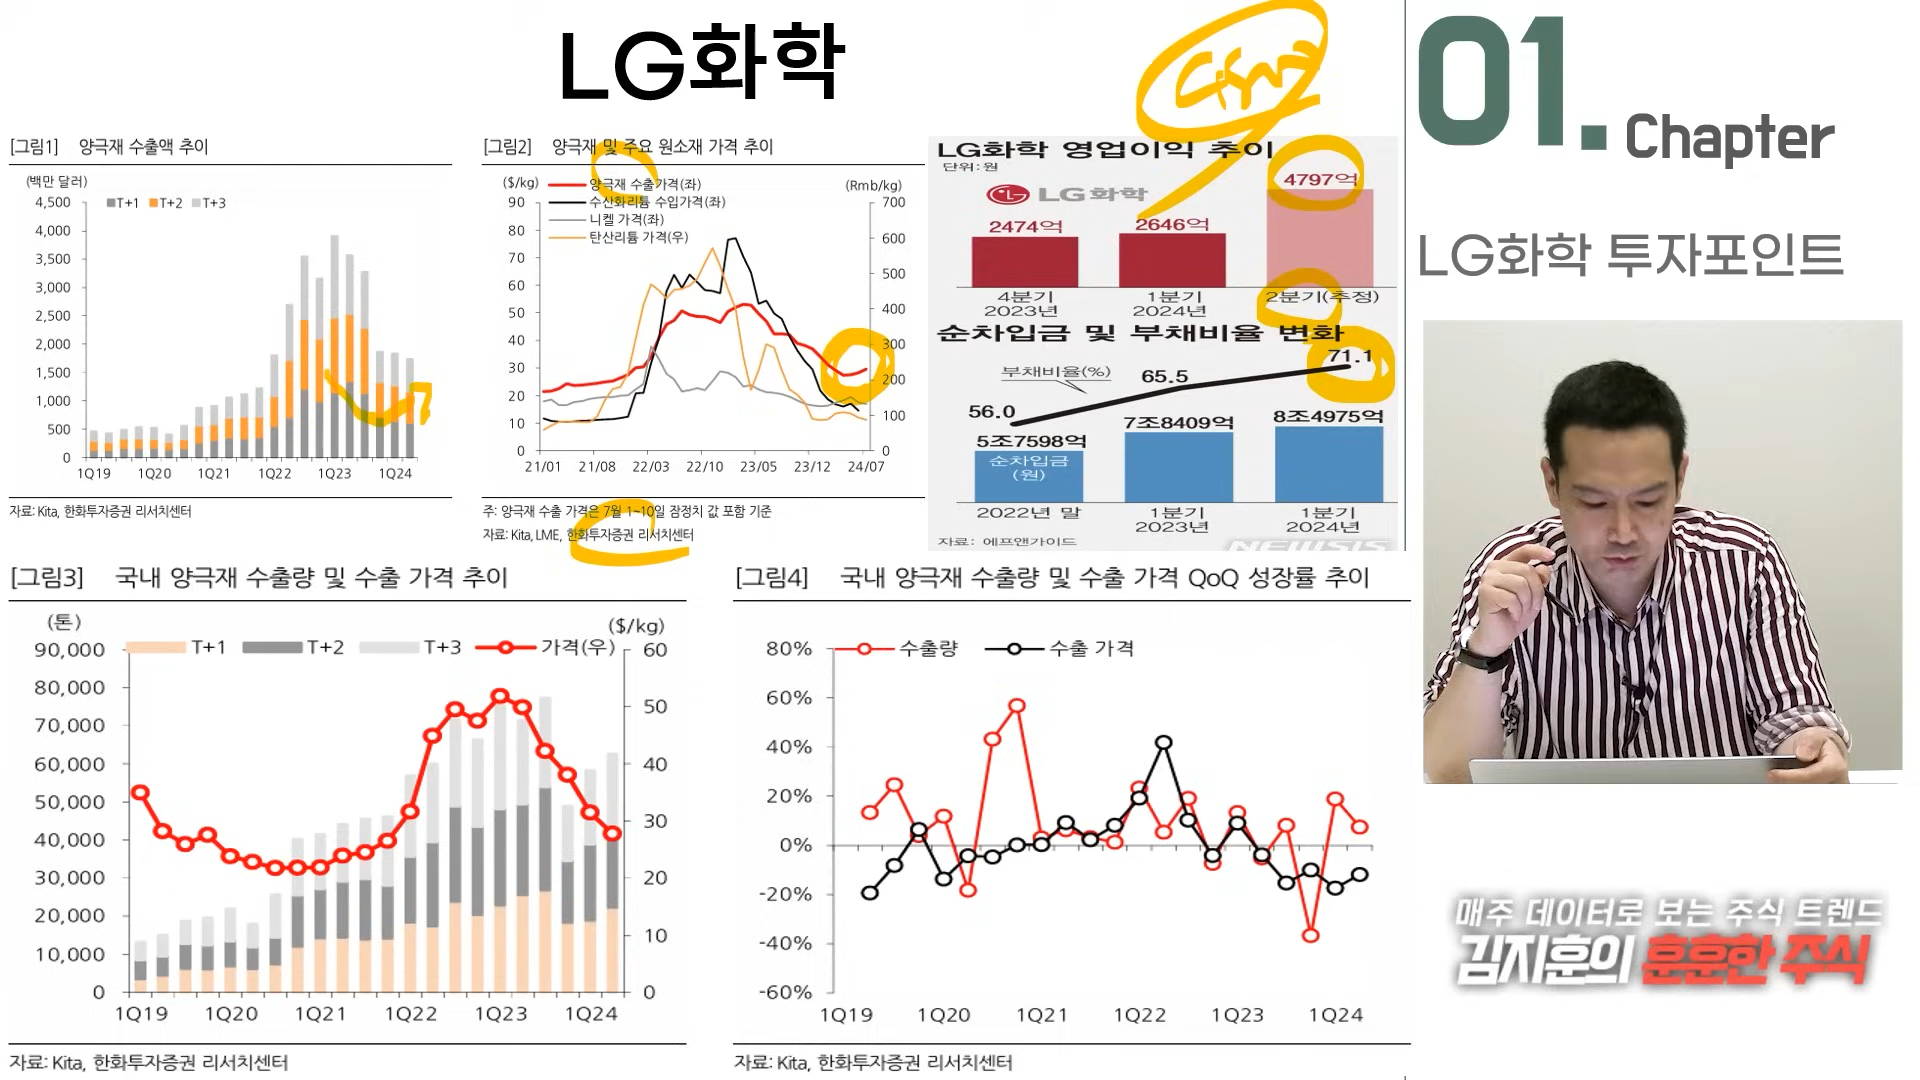 LG화학
[그림1] 양극재 수출액 추이
(백만 달러)
T+1 T+2 T+3
4,500
4,000
3,500
3,000
2,500
2,000
1,500
1,000
500
0
1Q19 1Q20 1Q21 1Q22 1Q23 1Q24
자료: Kita, 한화투자증권 리서치센터
[그림2] 양극재 및 주요 원소재 가격 추이
($/kg)
(Rmb/kg)
양극재 수출가격(좌)
수산화리튬 수입가격(좌)
니켈 가격(좌)
탄산리튬 가격(우)
90
80
70
60
50
40
30
20
10
0
700
600
500
400
300
200
100
0
21/01 21/08 22/03 22/10 23/05 23/12 24/07
주: 양극재 수출 가격은 7월 1~10일 잠정치 값 포함 기준
자료: Kita, LME, 한화투자증권 리서치센터
LG화학 영업이익 추이
단위:원
LG화학
2474억 2646억 4797억
4분기 1분기 2분기(추정)
2023년 2024년
순차입금 및 부채비율 변화
부채비율(%)
56.0 65.5 71.1
5조7598억 7조8409억 8조4975억
순차입금
(원)
2022년 말 1분기 1분기
2023년 2024년
자료: 에프앤가이드
NEWSIS
[그림3] 국내 양극재 수출량 및 수출 가격 추이
(톤)
($/kg)
T+1 T+2 T+3 가격(우)
90,000
80,000
70,000
60,000
50,000
40,000
30,000
20,000
10,000
0
60
50
40
30
20
10
0
1Q19 1Q20 1Q21 1Q22 1Q23 1Q24
자료: Kita, 한화투자증권 리서치센터
[그림4] 국내 양극재 수출량 및 수출 가격 QoQ 성장률 추이
수출량 수출 가격
80%
60%
40%
20%
0%
-20%
-40%
-60%
1Q19 1Q20 1Q21 1Q22 1Q23 1Q24
자료: Kita, 한화투자증권 리서치센터
01. Chapter
LG화학 투자포인트
매주 데이터로 보는 주식 트렌드
김지훈의 훈훈한 주식